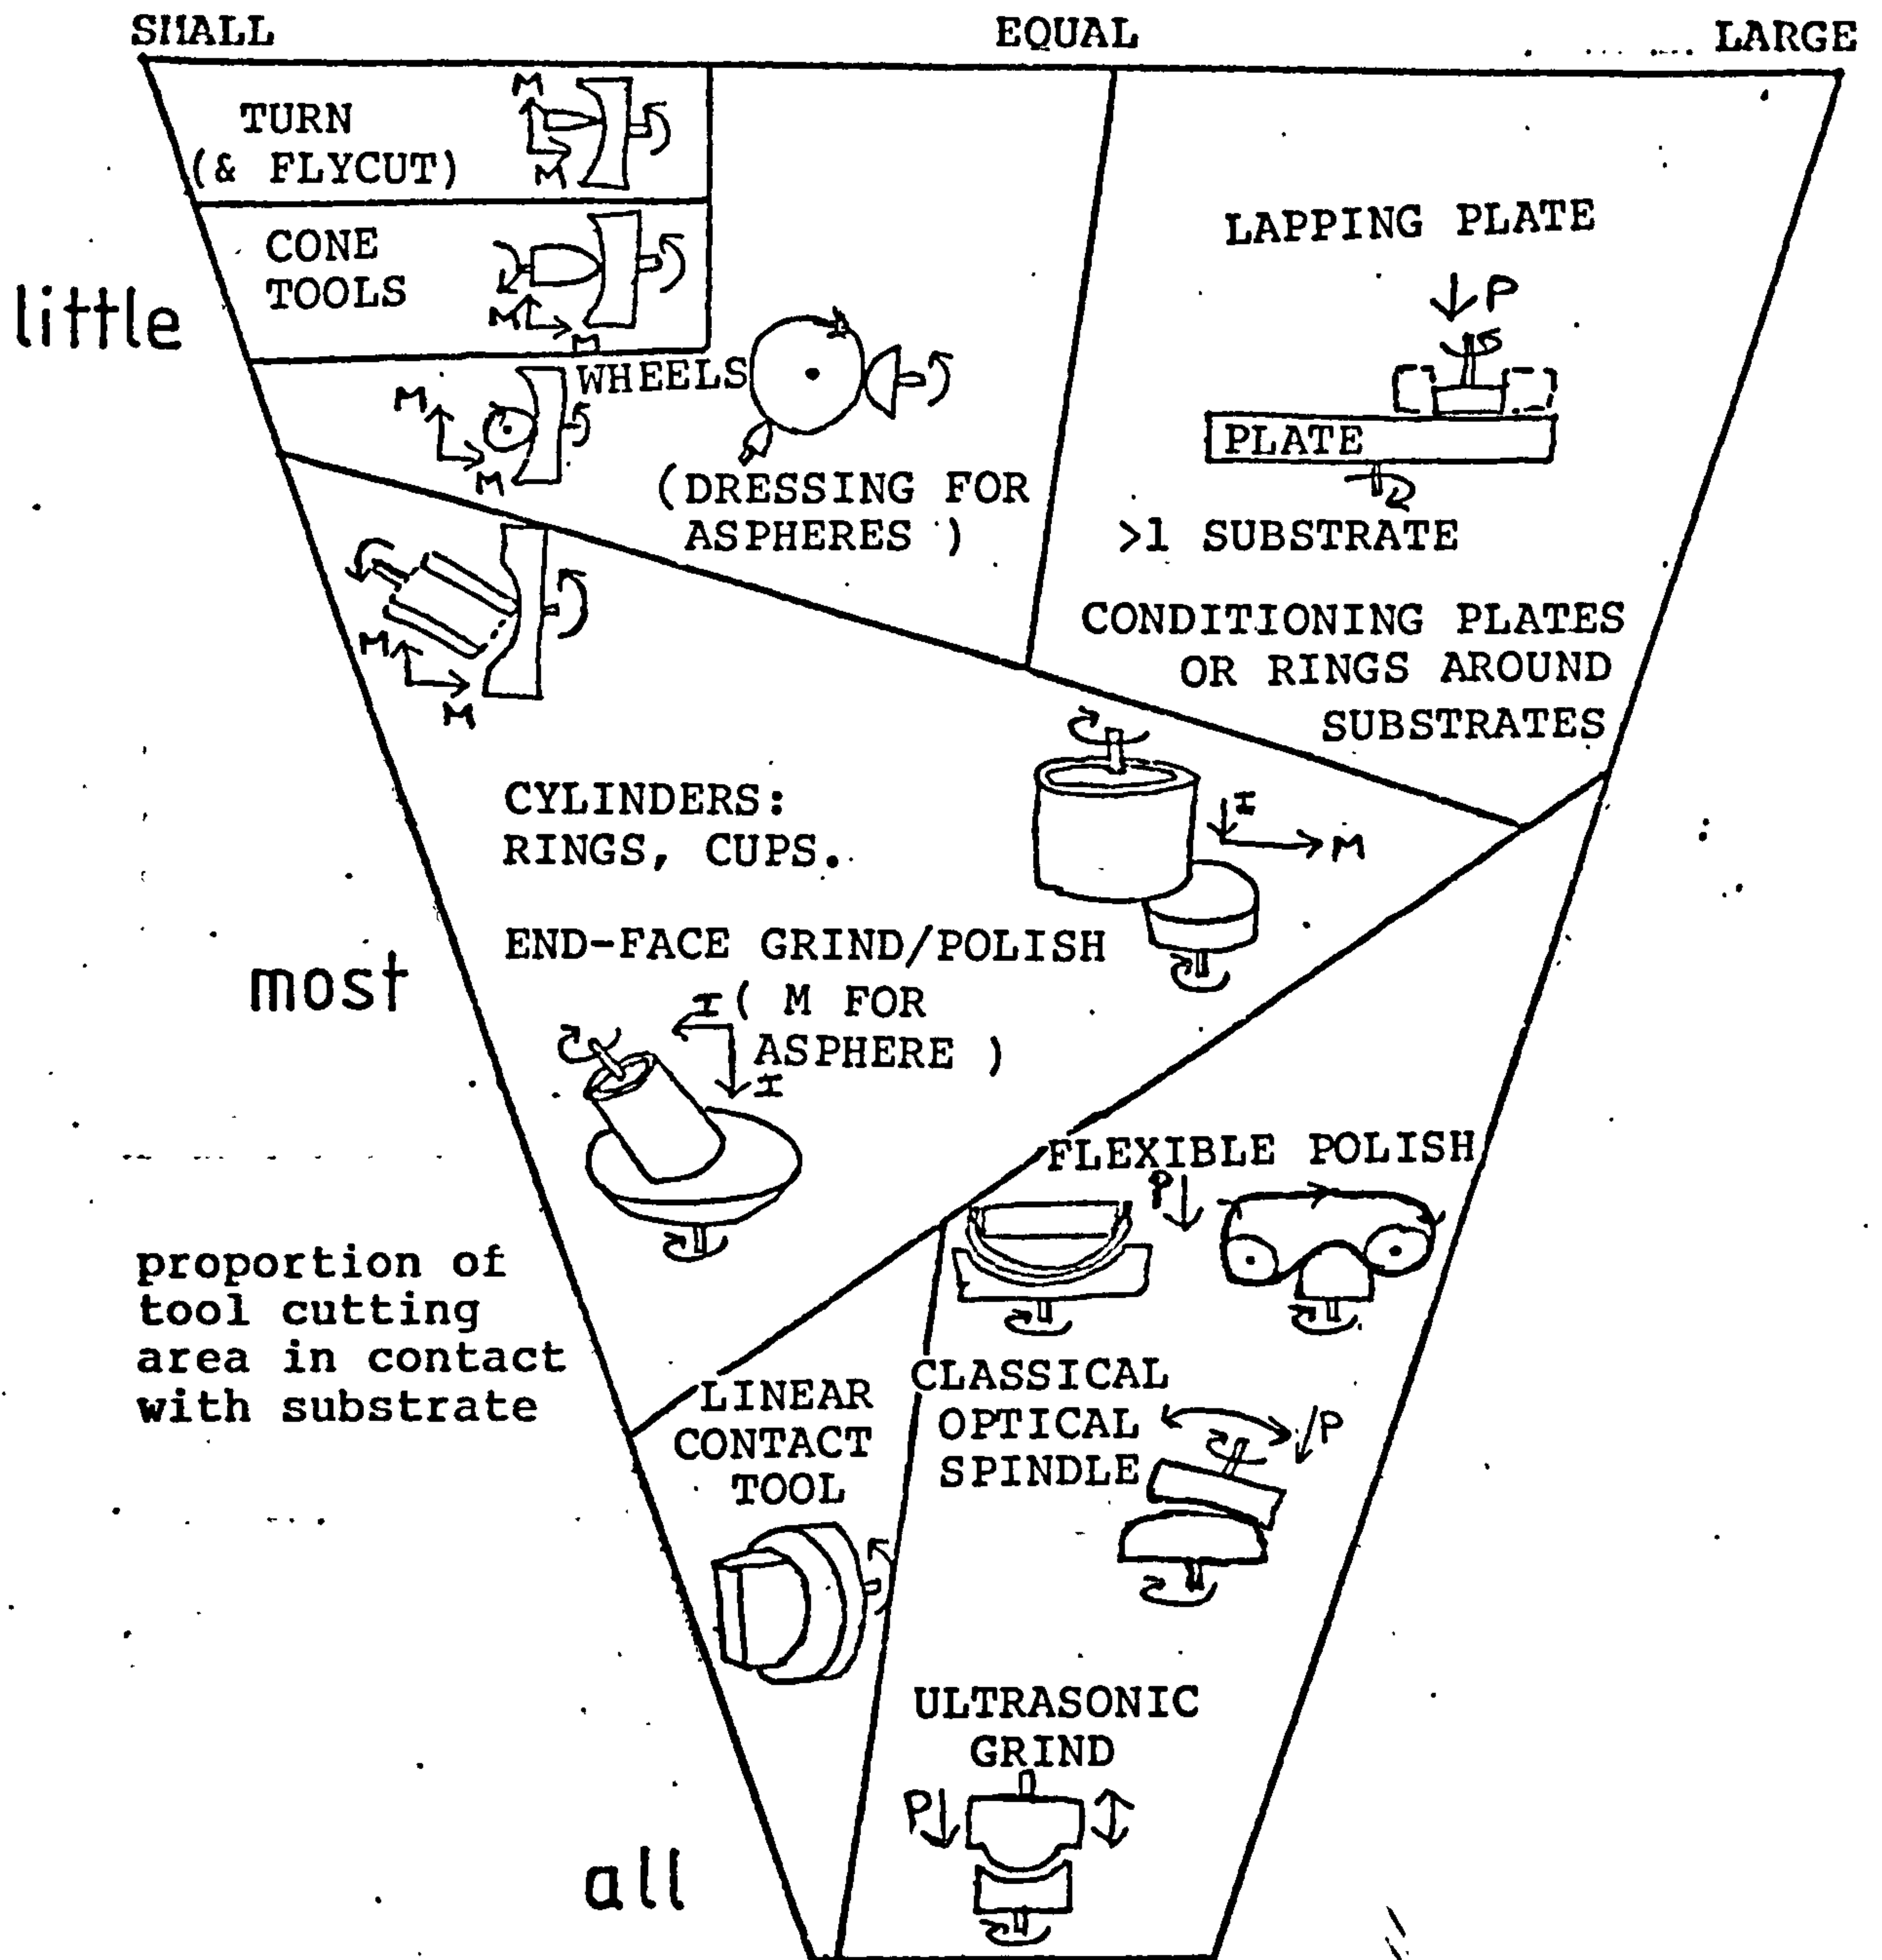 SMALL EQUAL LARGE
TURN
(& FLYCUT)
M
M
CONE
TOOLS
M
M
little
WHEELS
M
M
(DRESSING FOR
ASPHERES )
LAPPING PLATE
P
PLATE
>1 SUBSTRATE
CONDITIONING PLATES
OR RINGS AROUND
SUBSTRATES
M
M
CYLINDERS:
RINGS, CUPS.
I
M
END-FACE GRIND/POLISH
most
I ( M FOR
ASPHERE )
I
proportion of
tool cutting
area in contact
with substrate
FLEXIBLE POLISH
P
LINEAR
CONTACT
TOOL
CLASSICAL
OPTICAL
SPINDLE
P
ULTRASONIC
GRIND
P
all